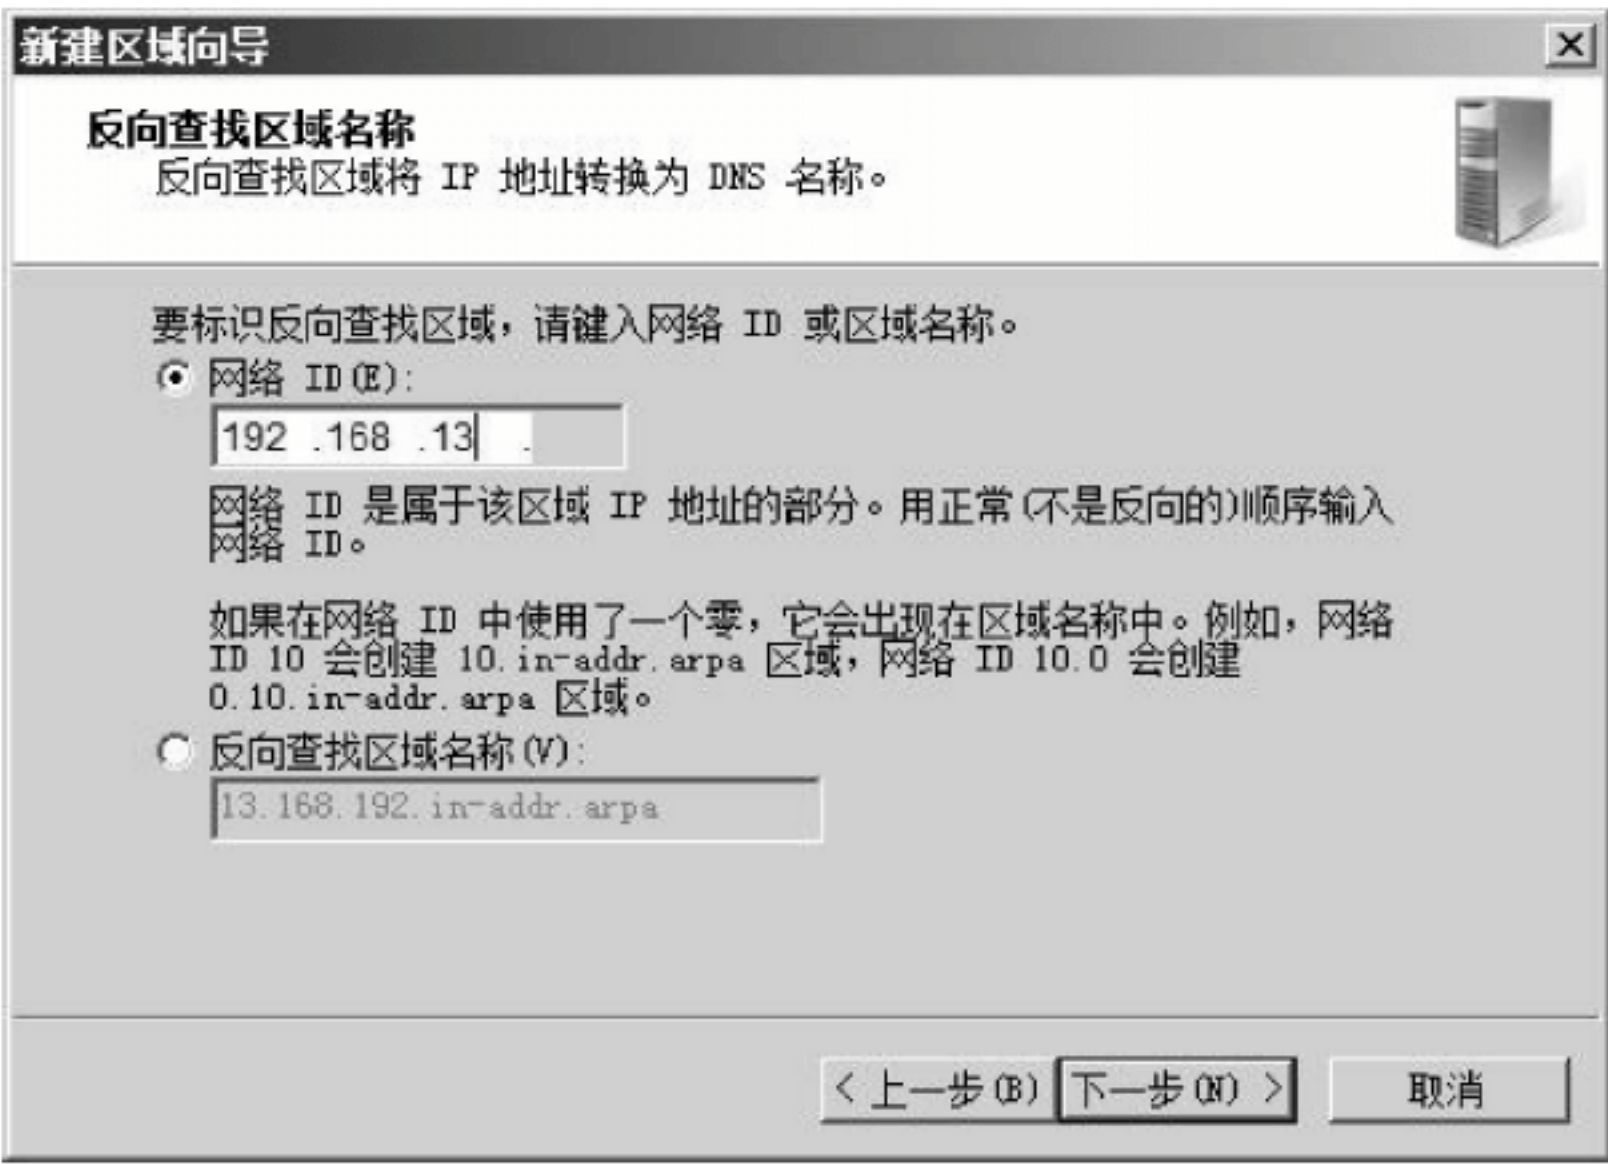 新建区域向导
反向查找区域名称
反向查找区域将 IP 地址转换为 DNS 名称。
要标识反向查找区域，请键入网络 ID 或区域名称。
网络 ID(E):
192 .168 .13 .
网络 ID 是属于该区域 IP 地址的部分。用正常(不是反向的)顺序输入
网络 ID。
如果在网络 ID 中使用了一个零，它会出现在区域名称中。例如，网络
ID 10 会创建 10.in-addr.arpa 区域，网络 ID 10.0 会创建
0.10.in-addr.arpa 区域。
反向查找区域名称(V):
13.168.192.in-addr.arpa
< 上一步(B) 下一步(N) > 取消